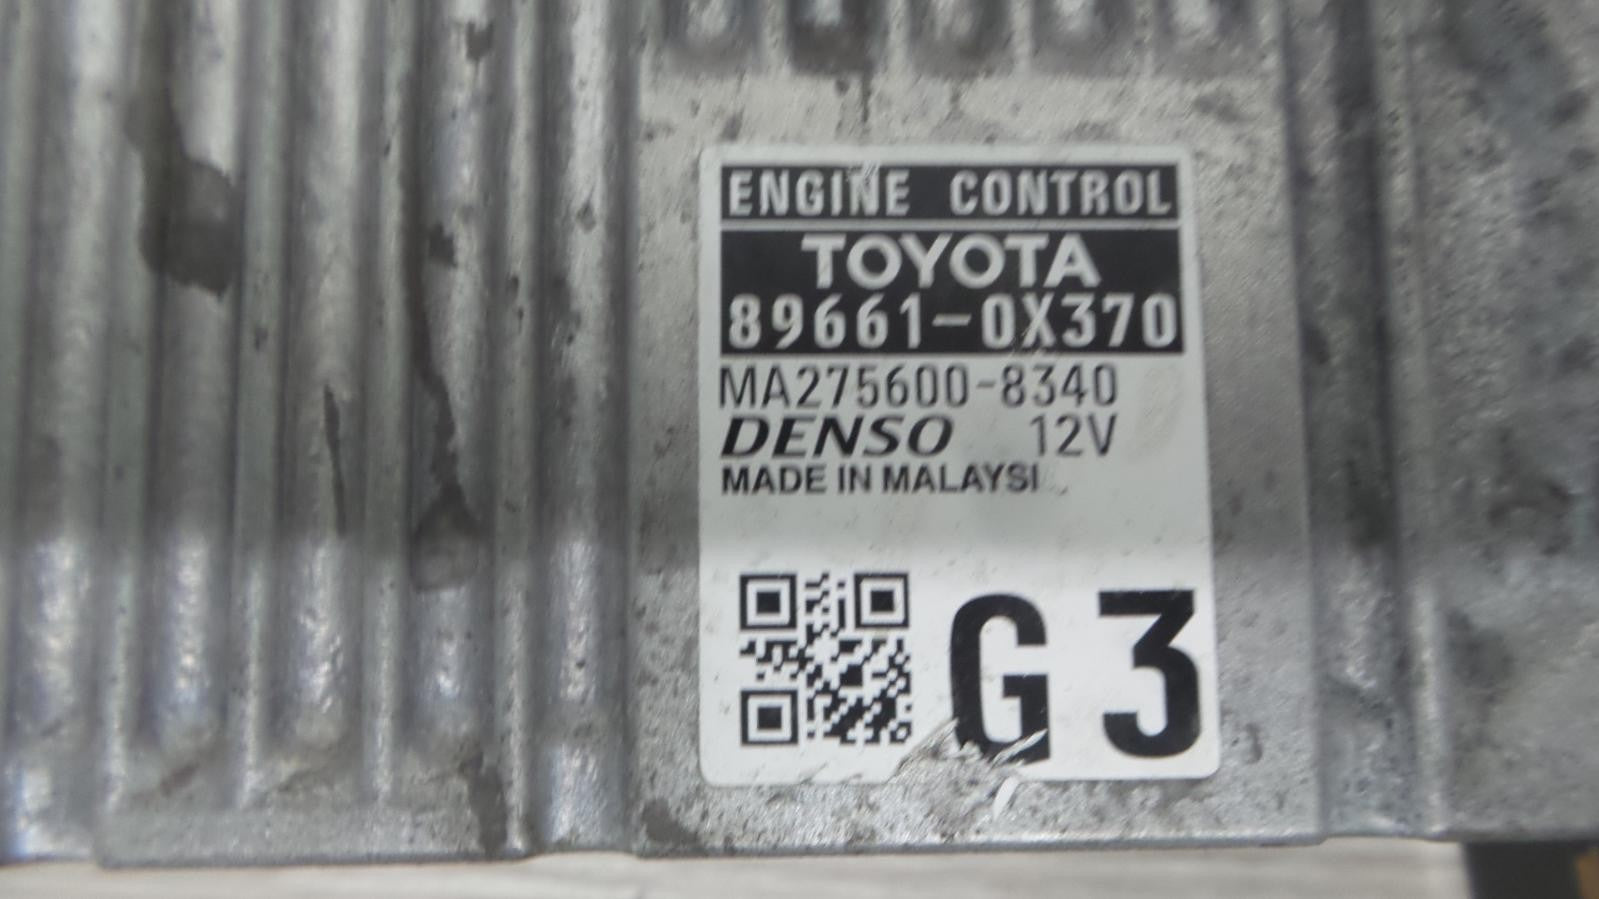 ENGINE CONTROL
TOYOTA
89661-0X370
MA275600-8340
DENSO 12V
MADE IN MALAYSI
G3